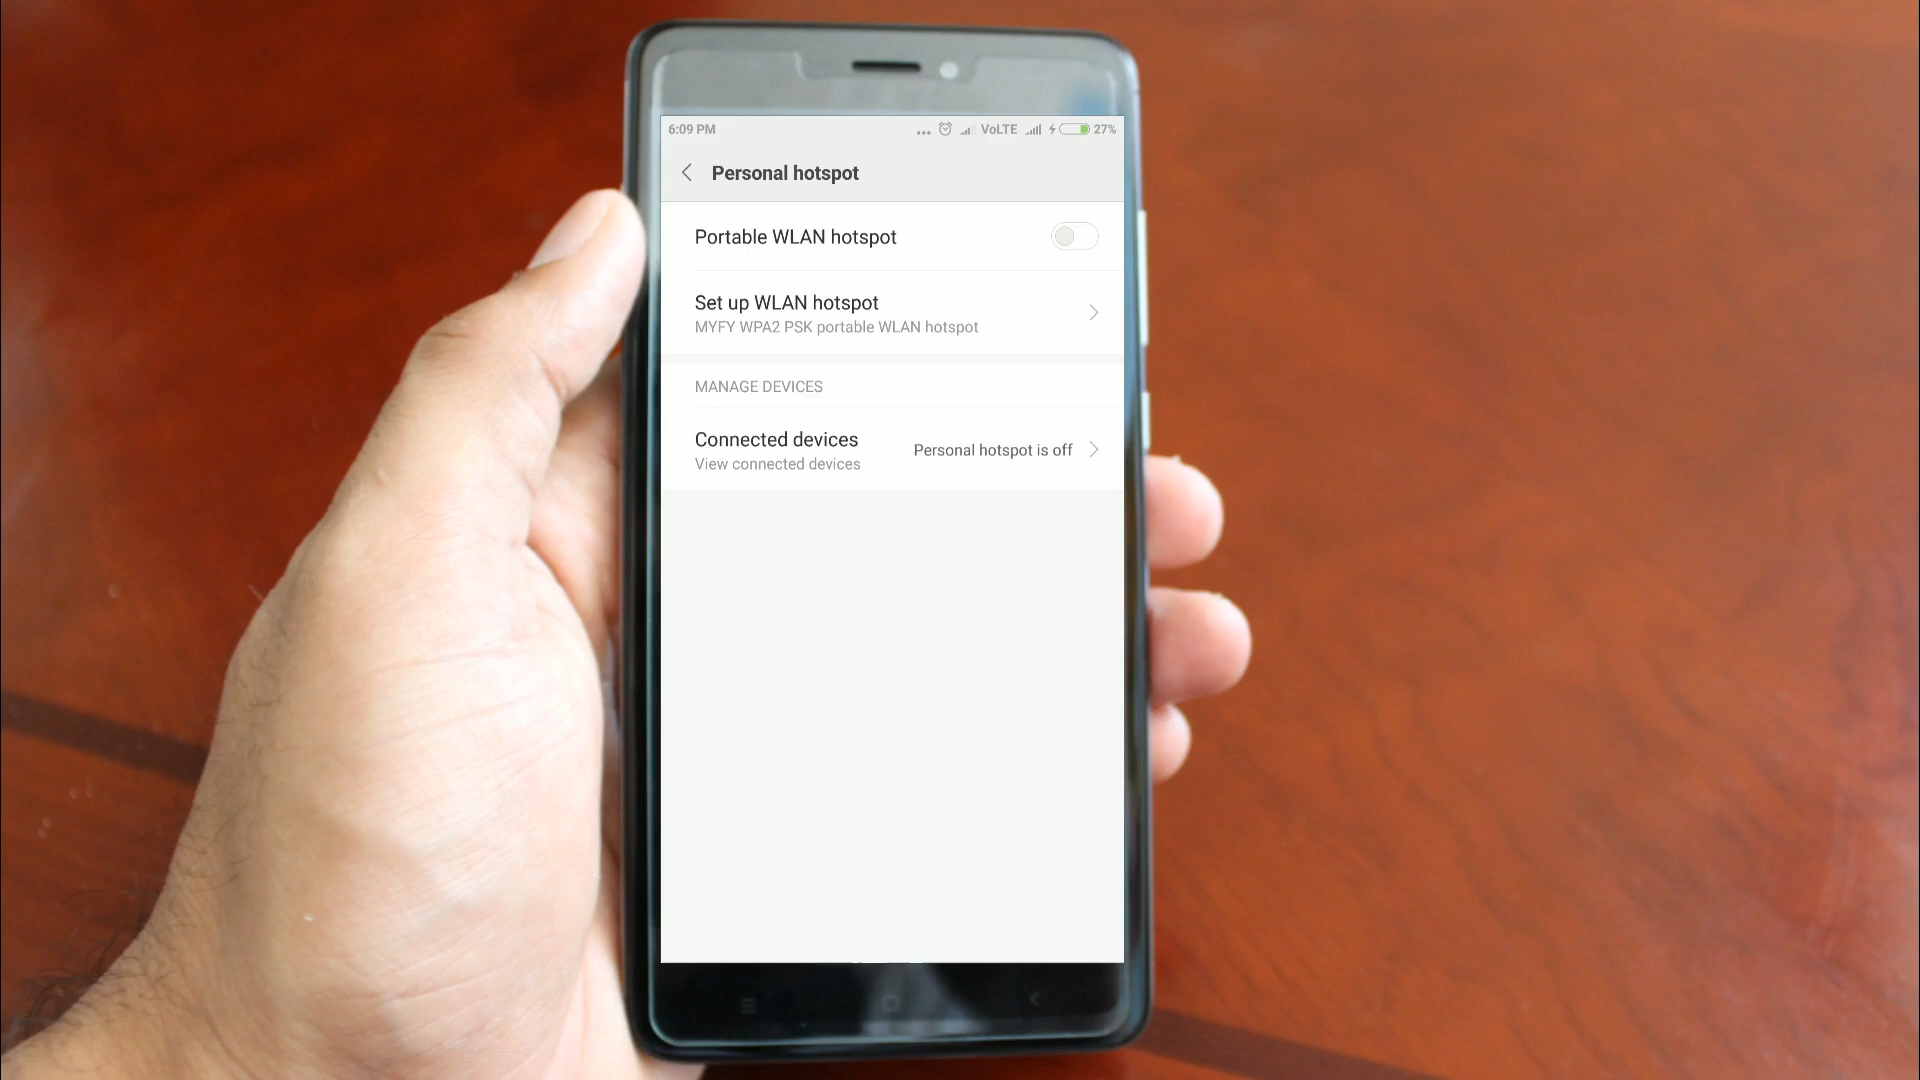 6:09 PM ... VoLTE 27%
Personal hotspot
Portable WLAN hotspot
Set up WLAN hotspot
MYFY WPA2 PSK portable WLAN hotspot
MANAGE DEVICES
Connected devices
View connected devices
Personal hotspot is off